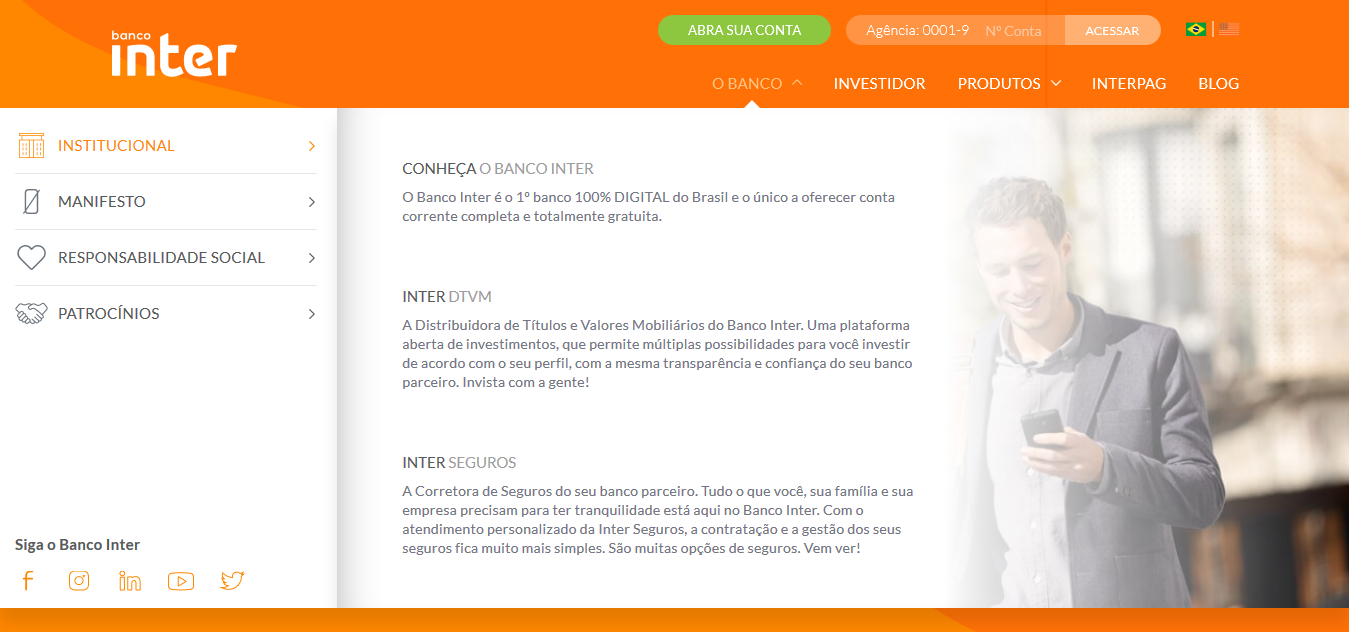 banco
inter
ABRA SUA CONTA
Agência: 0001-9
Nº Conta
ACESSAR
O BANCO
INVESTIDOR
PRODUTOS
INTERPAG
BLOG
INSTITUCIONAL
MANIFESTO
RESPONSABILIDADE SOCIAL
PATROCÍNIOS
Siga o Banco Inter
CONHEÇA O BANCO INTER
O Banco Inter é o 1º banco 100% DIGITAL do Brasil e o único a oferecer conta
corrente completa e totalmente gratuita.
INTER DTVM
A Distribuidora de Títulos e Valores Mobiliários do Banco Inter. Uma plataforma
aberta de investimentos, que permite múltiplas possibilidades para você investir
de acordo com o seu perfil, com a mesma transparência e confiança do seu banco
parceiro. Invista com a gente!
INTER SEGUROS
A Corretora de Seguros do seu banco parceiro. Tudo o que você, sua família e sua
empresa precisam para ter tranquilidade está aqui no Banco Inter. Com o
atendimento personalizado da Inter Seguros, a contratação e a gestão dos seus
seguros fica muito mais simples. São muitas opções de seguros. Vem ver!